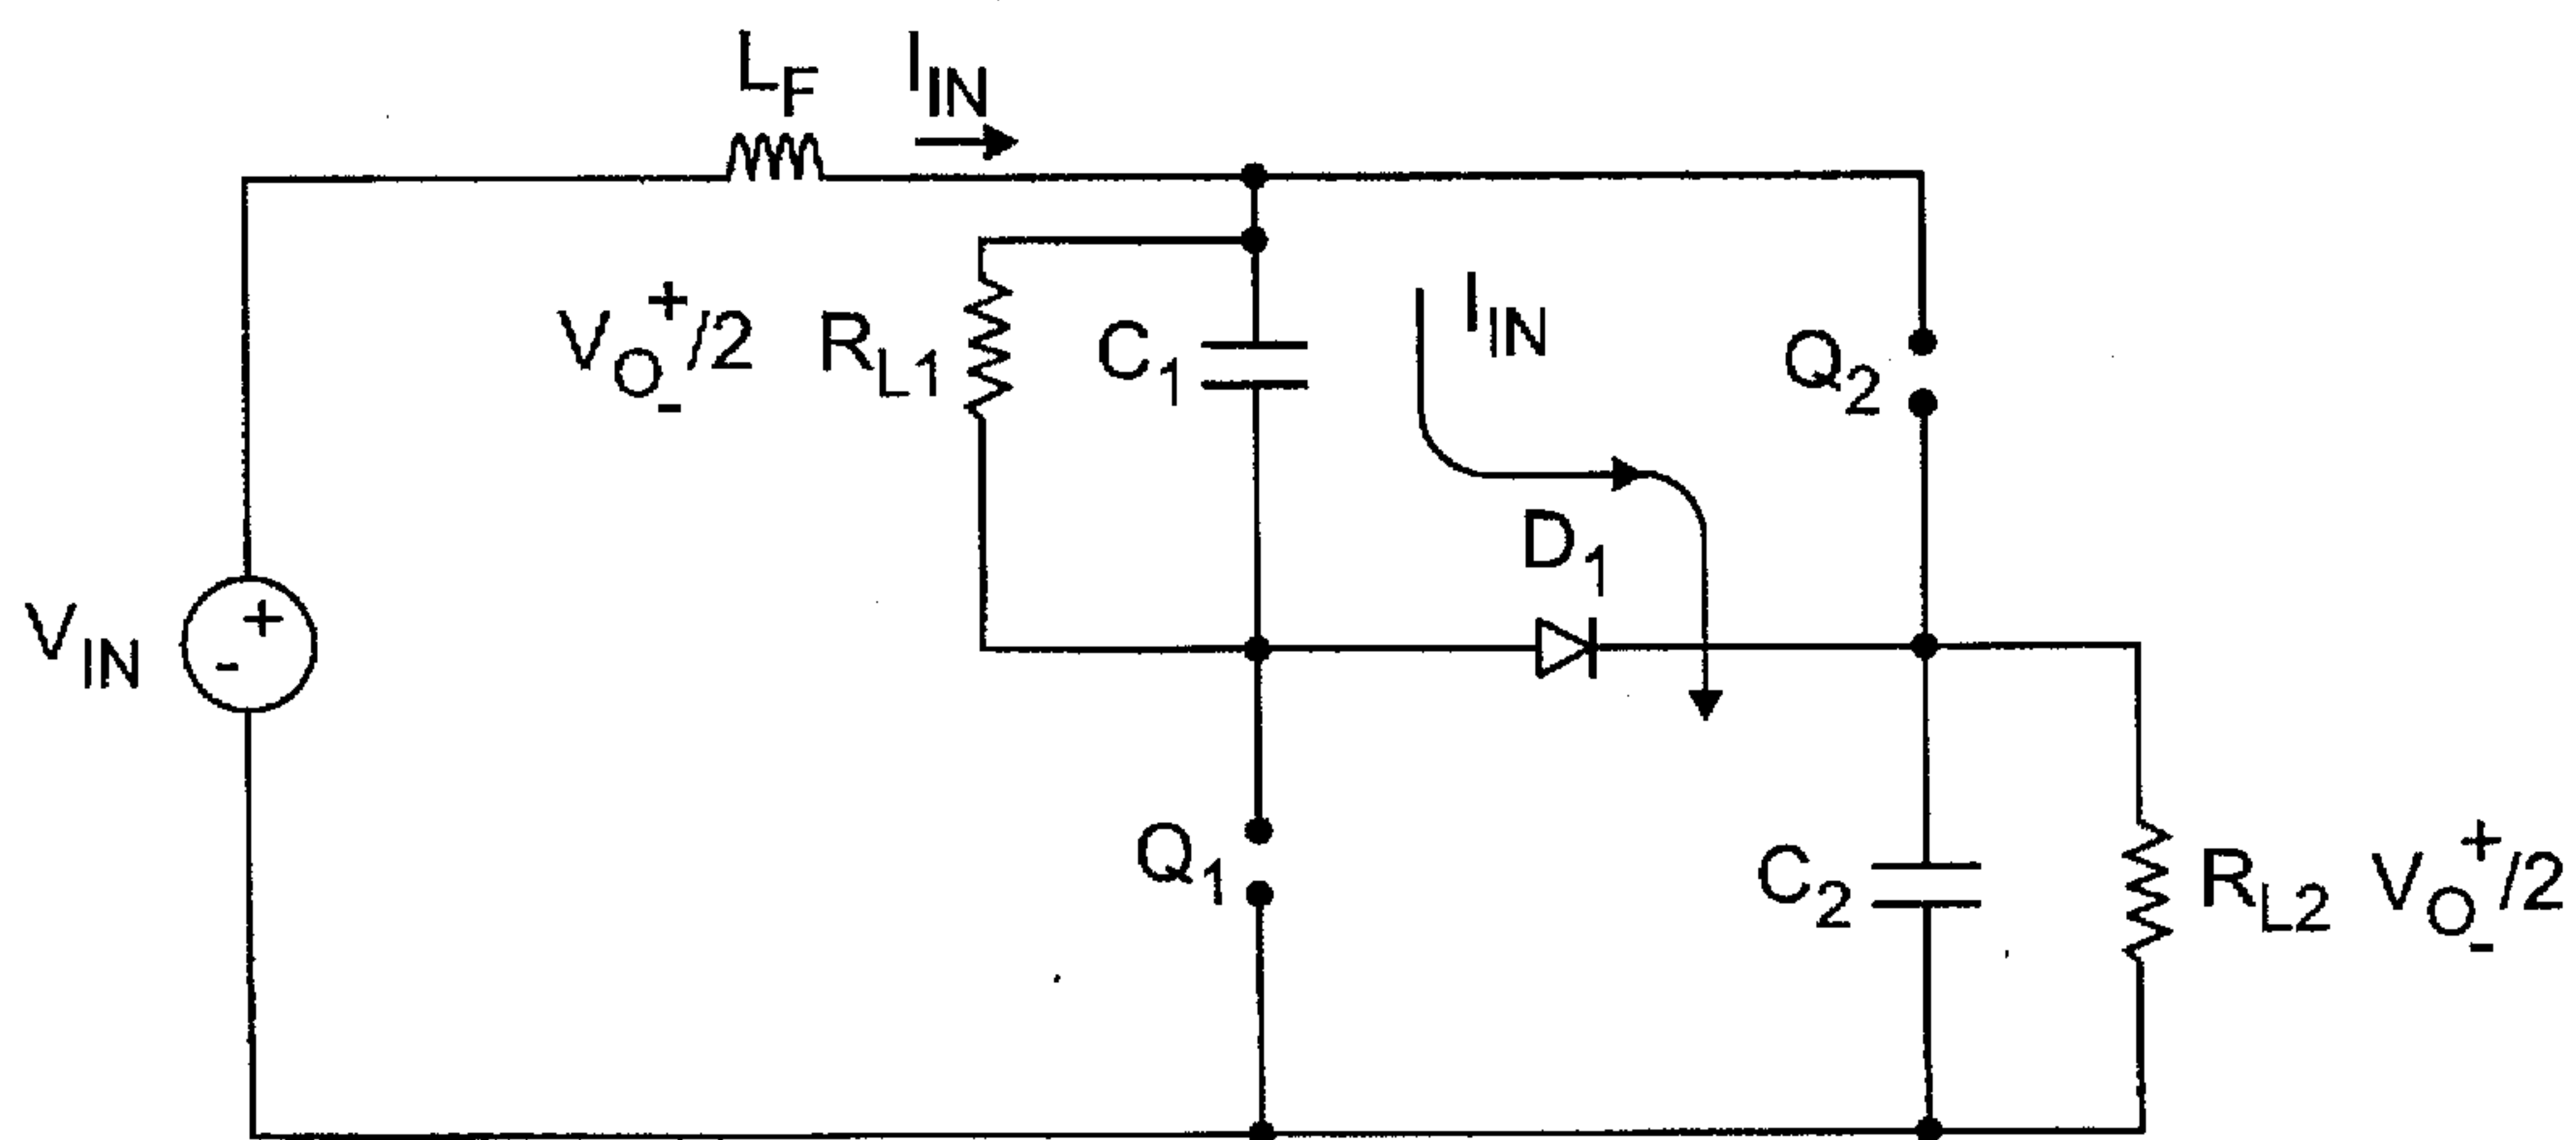 L_F I_IN
V_O^+_-/2 R_L1 C_1 I_IN Q_2
D_1
V_IN + -
Q_1 C_2 R_L2 V_O^+_-/2